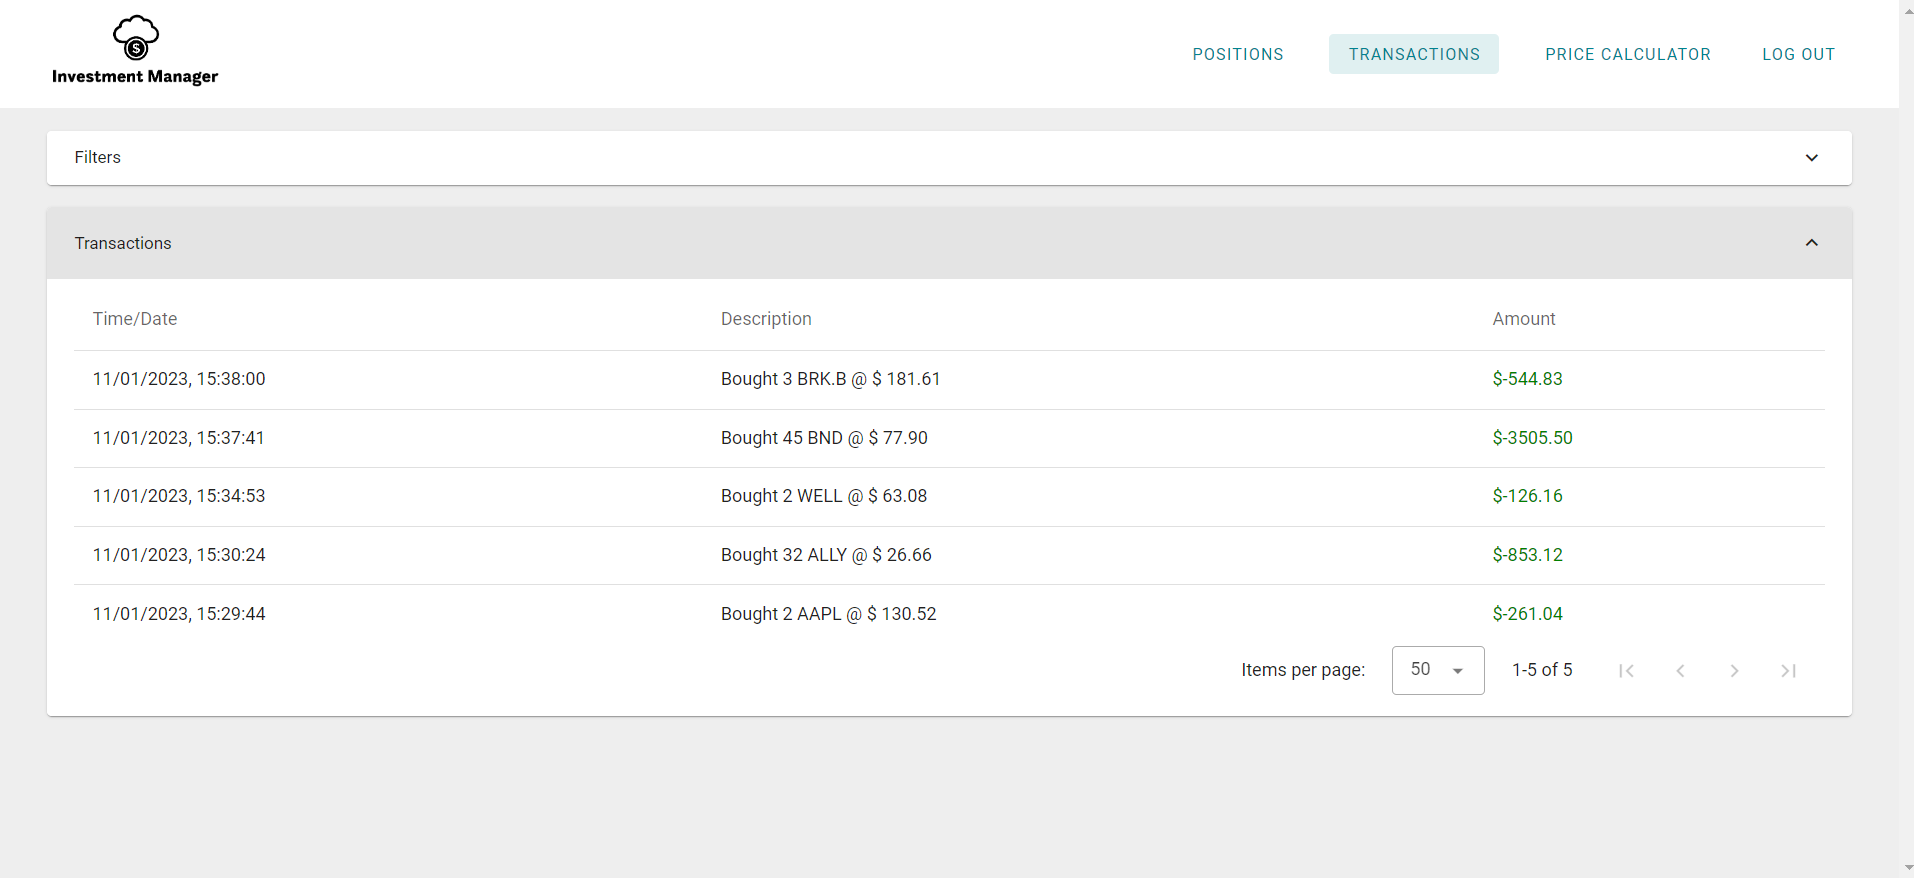 $
Investment Manager
POSITIONS TRANSACTIONS PRICE CALCULATOR LOG OUT
Filters
Transactions
Time/Date Description Amount
11/01/2023, 15:38:00 Bought 3 BRK.B @ $ 181.61 $-544.83
11/01/2023, 15:37:41 Bought 45 BND @ $ 77.90 $-3505.50
11/01/2023, 15:34:53 Bought 2 WELL @ $ 63.08 $-126.16
11/01/2023, 15:30:24 Bought 32 ALLY @ $ 26.66 $-853.12
11/01/2023, 15:29:44 Bought 2 AAPL @ $ 130.52 $-261.04
Items per page: 50 1-5 of 5